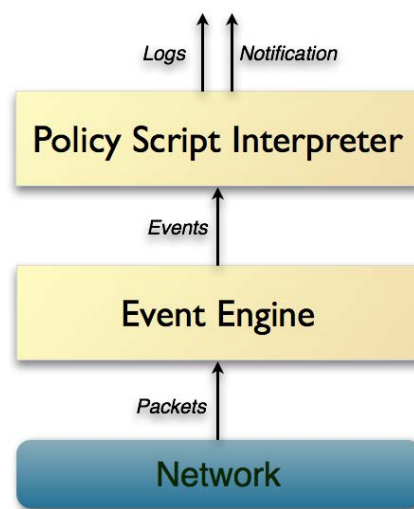 Logs
Notification
Policy Script Interpreter
Events
Event Engine
Packets
Network